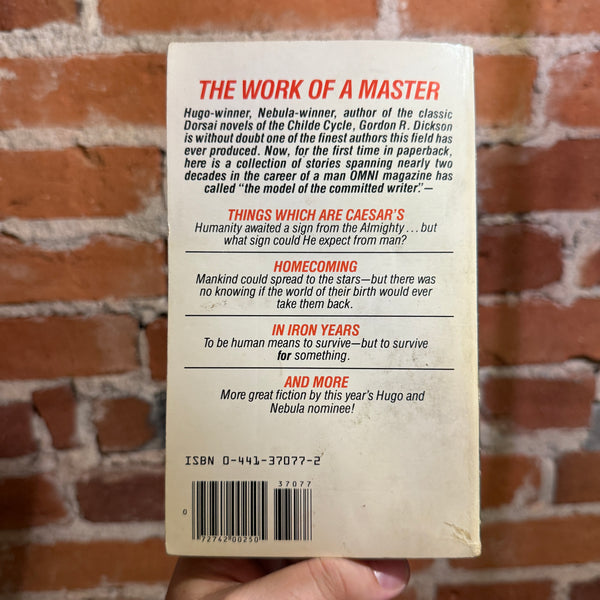 THE WORK OF A MASTER
Hugo-winner, Nebula-winner, author of the classic
Dorsai novels of the Childe Cycle, Gordon R. Dickson
is without doubt one of the finest authors this field has
ever produced. Now, for the first time in paperback,
here is a collection of stories spanning nearly two
decades in the career of a man OMNI magazine has
called "the model of the committed writer."—
THINGS WHICH ARE CAESAR'S
Humanity awaited a sign from the Almighty...but
what sign could He expect from man?
HOMECOMING
Mankind could spread to the stars—but there was
no knowing if the world of their birth would ever
take them back.
IN IRON YEARS
To be human means to survive—but to survive
for something.
AND MORE
More great fiction by this year's Hugo and
Nebula nominee!
ISBN 0-441-37077-2
37077
0
72742 00250